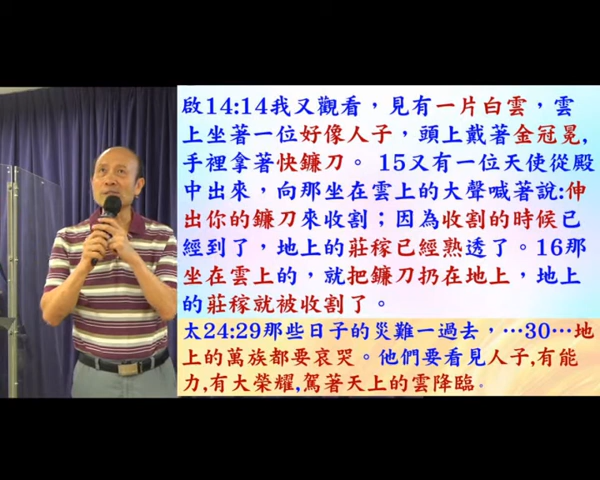 啟14:14我又觀看，見有一片白雲，雲
上坐著一位好像人子，頭上戴著金冠冕,
手裡拿著快鐮刀。 15又有一位天使從殿
中出來，向那坐在雲上的大聲喊著說:伸
出你的鐮刀來收割；因為收割的時候已
經到了，地上的莊稼已經熟透了。16那
坐在雲上的，就把鐮刀扔在地上，地上
的莊稼就被收割了。
太24:29那些日子的災難一過去，…30…地
上的萬族都要哀哭。他們要看見人子,有能
力,有大榮耀,駕著天上的雲降臨。